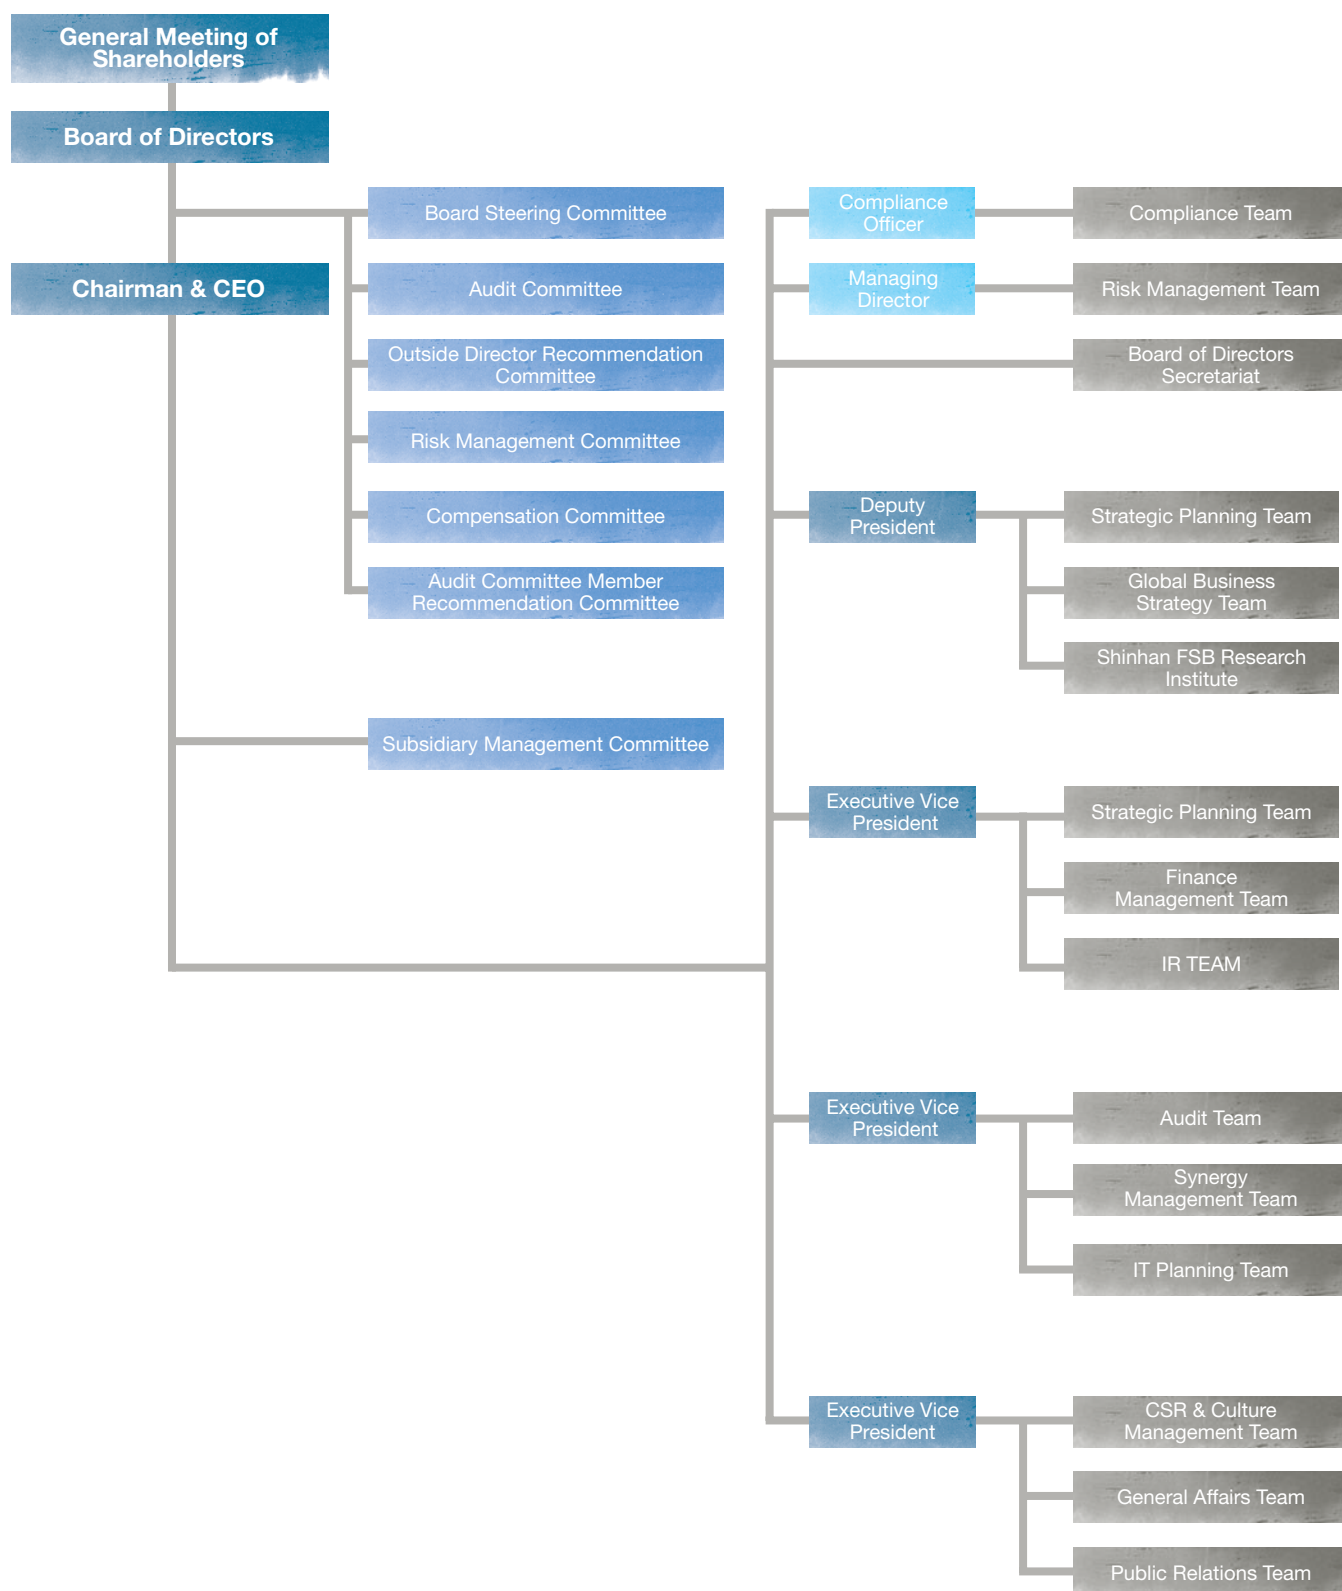 General Meeting of
Shareholders
Board of Directors
Chairman & CEO
Board Steering Committee
Audit Committee
Outside Director Recommendation
Committee
Risk Management Committee
Compensation Committee
Audit Committee Member
Recommendation Committee
Subsidiary Management Committee
Compliance
Officer
Compliance Team
Managing
Director
Risk Management Team
Board of Directors
Secretariat
Deputy
President
Strategic Planning Team
Global Business
Strategy Team
Shinhan FSB Research
Institute
Executive Vice
President
Strategic Planning Team
Finance
Management Team
IR TEAM
Executive Vice
President
Audit Team
Synergy
Management Team
IT Planning Team
Executive Vice
President
CSR & Culture
Management Team
General Affairs Team
Public Relations Team